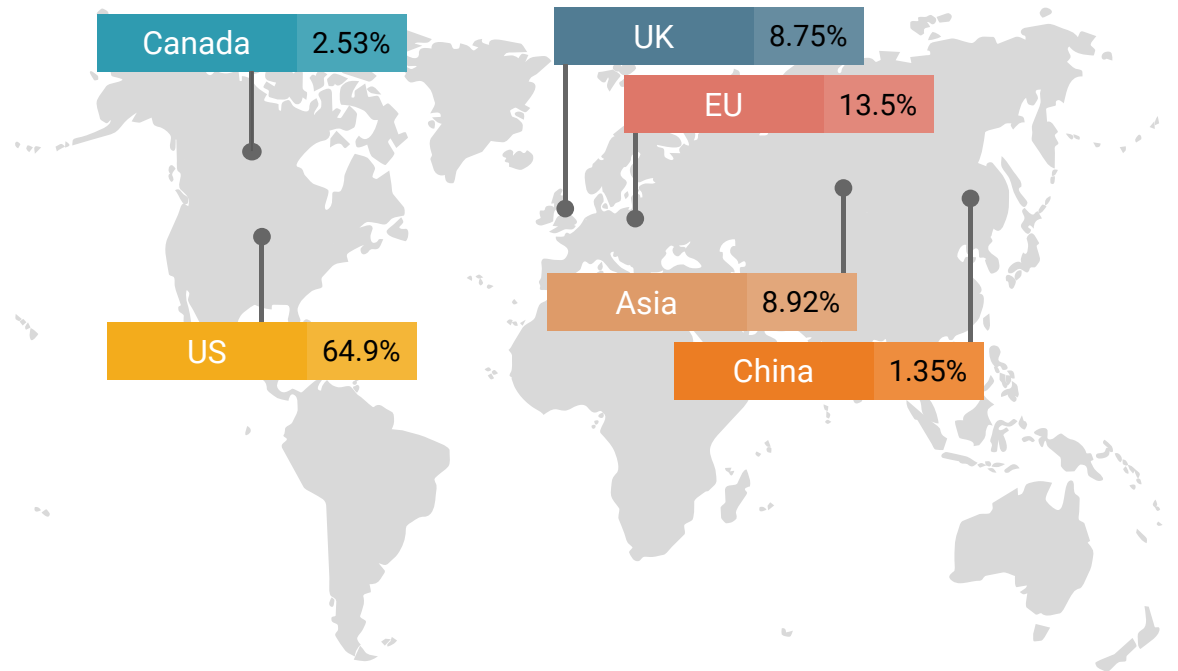 Canada 2.53%
UK 8.75%
EU 13.5%
Asia 8.92%
US 64.9%
China 1.35%